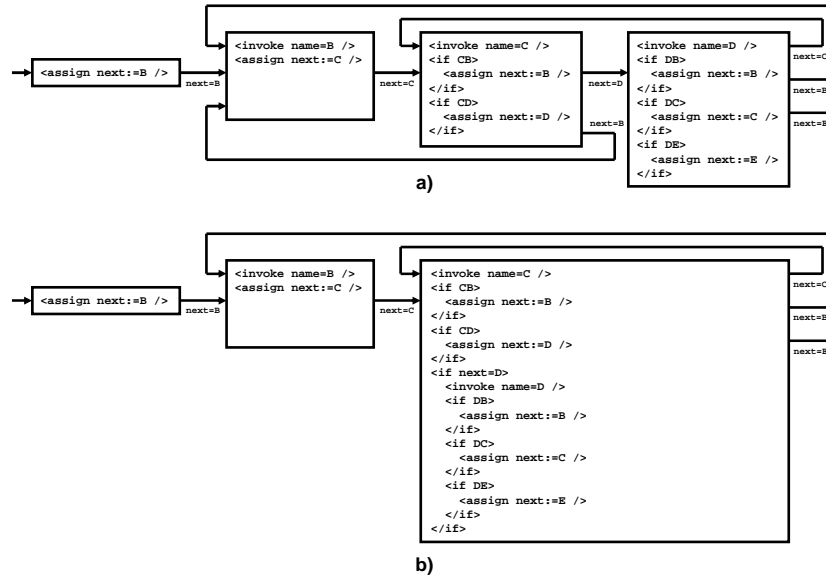 <assign next:=B />
next=B
<invoke name=B />
<assign next:=C />
next=C
<invoke name=C />
<if CB>
<assign next:=B />
</if>
<if CD>
<assign next:=D />
</if>
next=D
next=B
<invoke name=D />
<if DB>
<assign next:=B />
</if>
<if DC>
<assign next:=C />
</if>
<if DE>
<assign next:=E />
</if>
a)
<assign next:=B />
next=B
<invoke name=B />
<assign next:=C />
next=C
<invoke name=C />
<if CB>
<assign next:=B />
</if>
<if CD>
<assign next:=D />
</if>
<if next=D>
<invoke name=D />
<if DB>
<assign next:=B />
</if>
<if DC>
<assign next:=C />
</if>
<if DE>
<assign next:=E />
</if>
</if>
b)